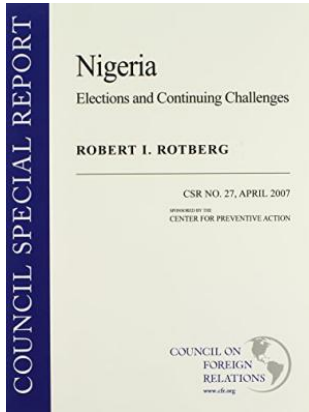 COUNCIL SPECIAL REPORT
Nigeria
Elections and Continuing Challenges
ROBERT I. ROTBERG
CSR NO. 27, APRIL 2007
SPONSORED BY THE
CENTER FOR PREVENTIVE ACTION
COUNCIL ON
FOREIGN
RELATIONS
www.cfr.org